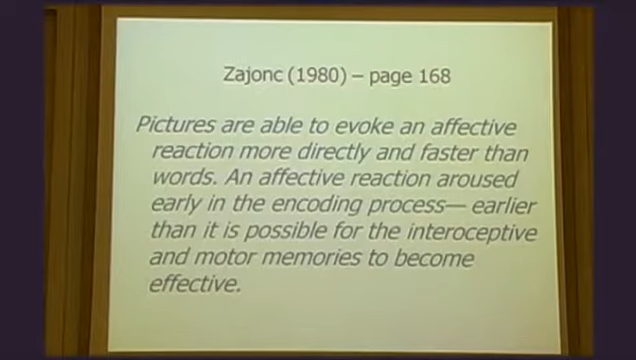 Zajonc (1980) – page 168
Pictures are able to evoke an affective
reaction more directly and faster than
words. An affective reaction aroused
early in the encoding process— earlier
than it is possible for the interoceptive
and motor memories to become
effective.